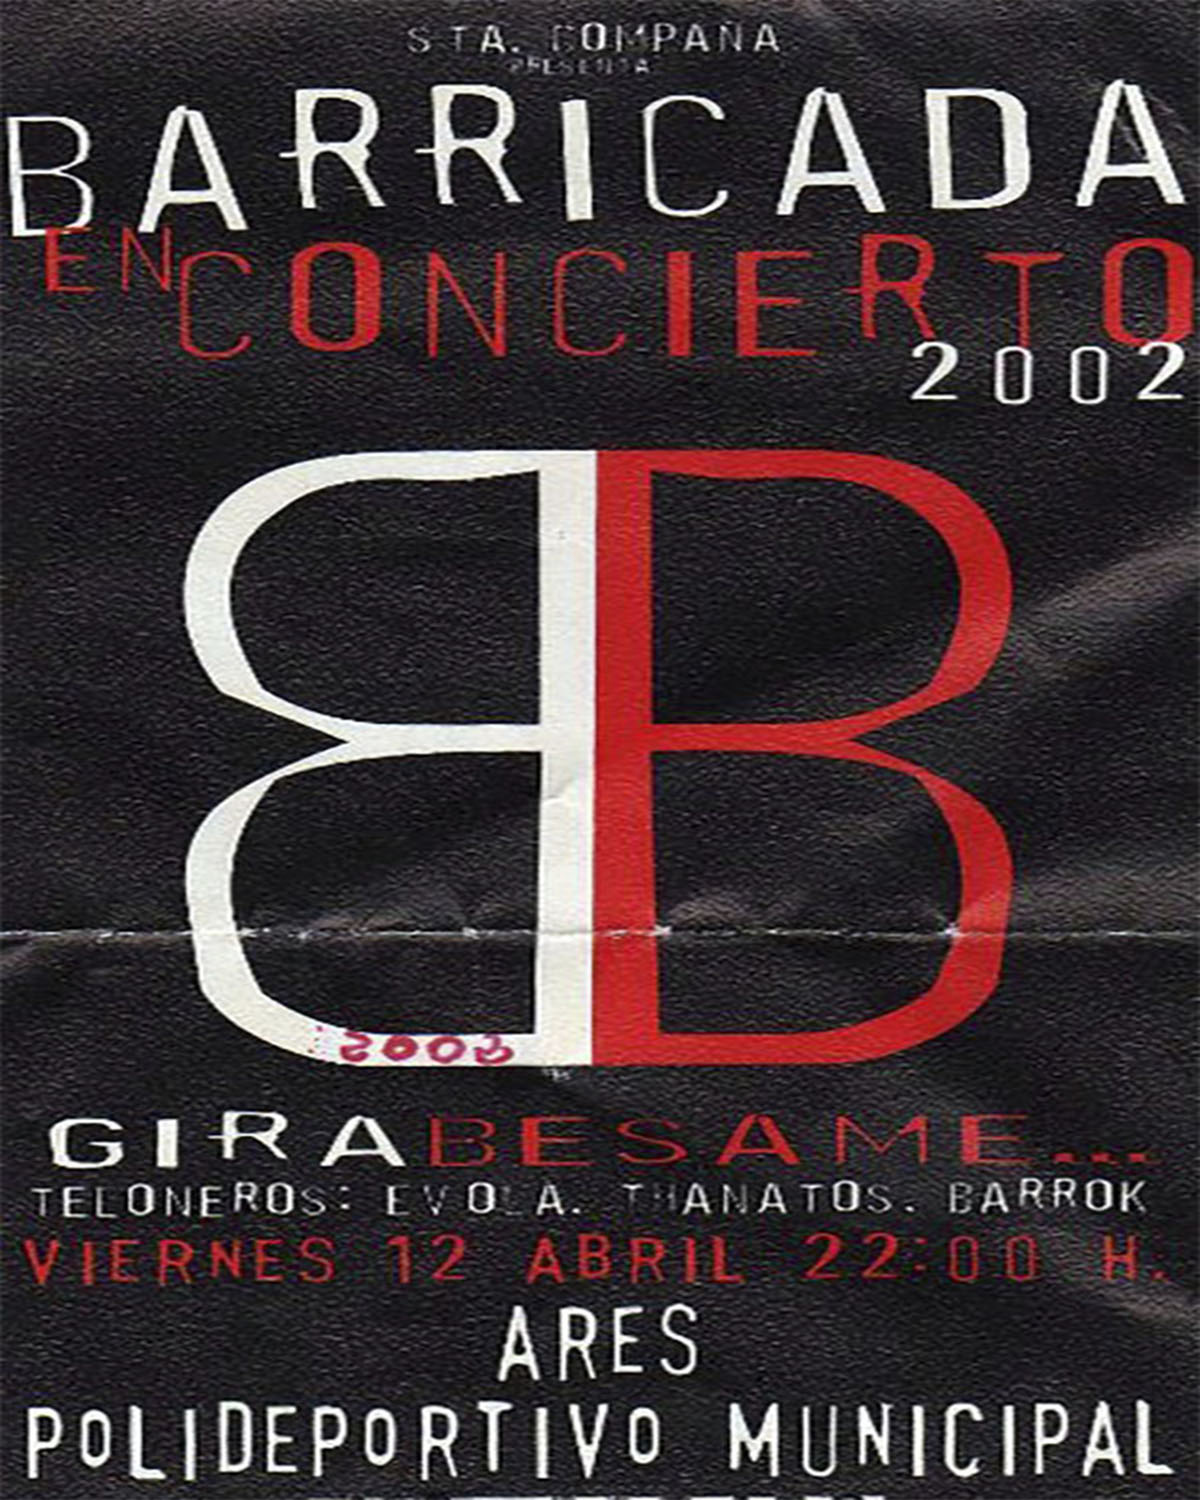 STA. COMPAÑA
PRESENTA
BARRICADA
EN CONCIERTO
2002
BB
2002
GIRA BESAME...
TELONEROS: EVOLA. THANATOS. BARROK
VIERNES 12 ABRIL 22:00 H.
ARES
POLIDEPORTIVO MUNICIPAL